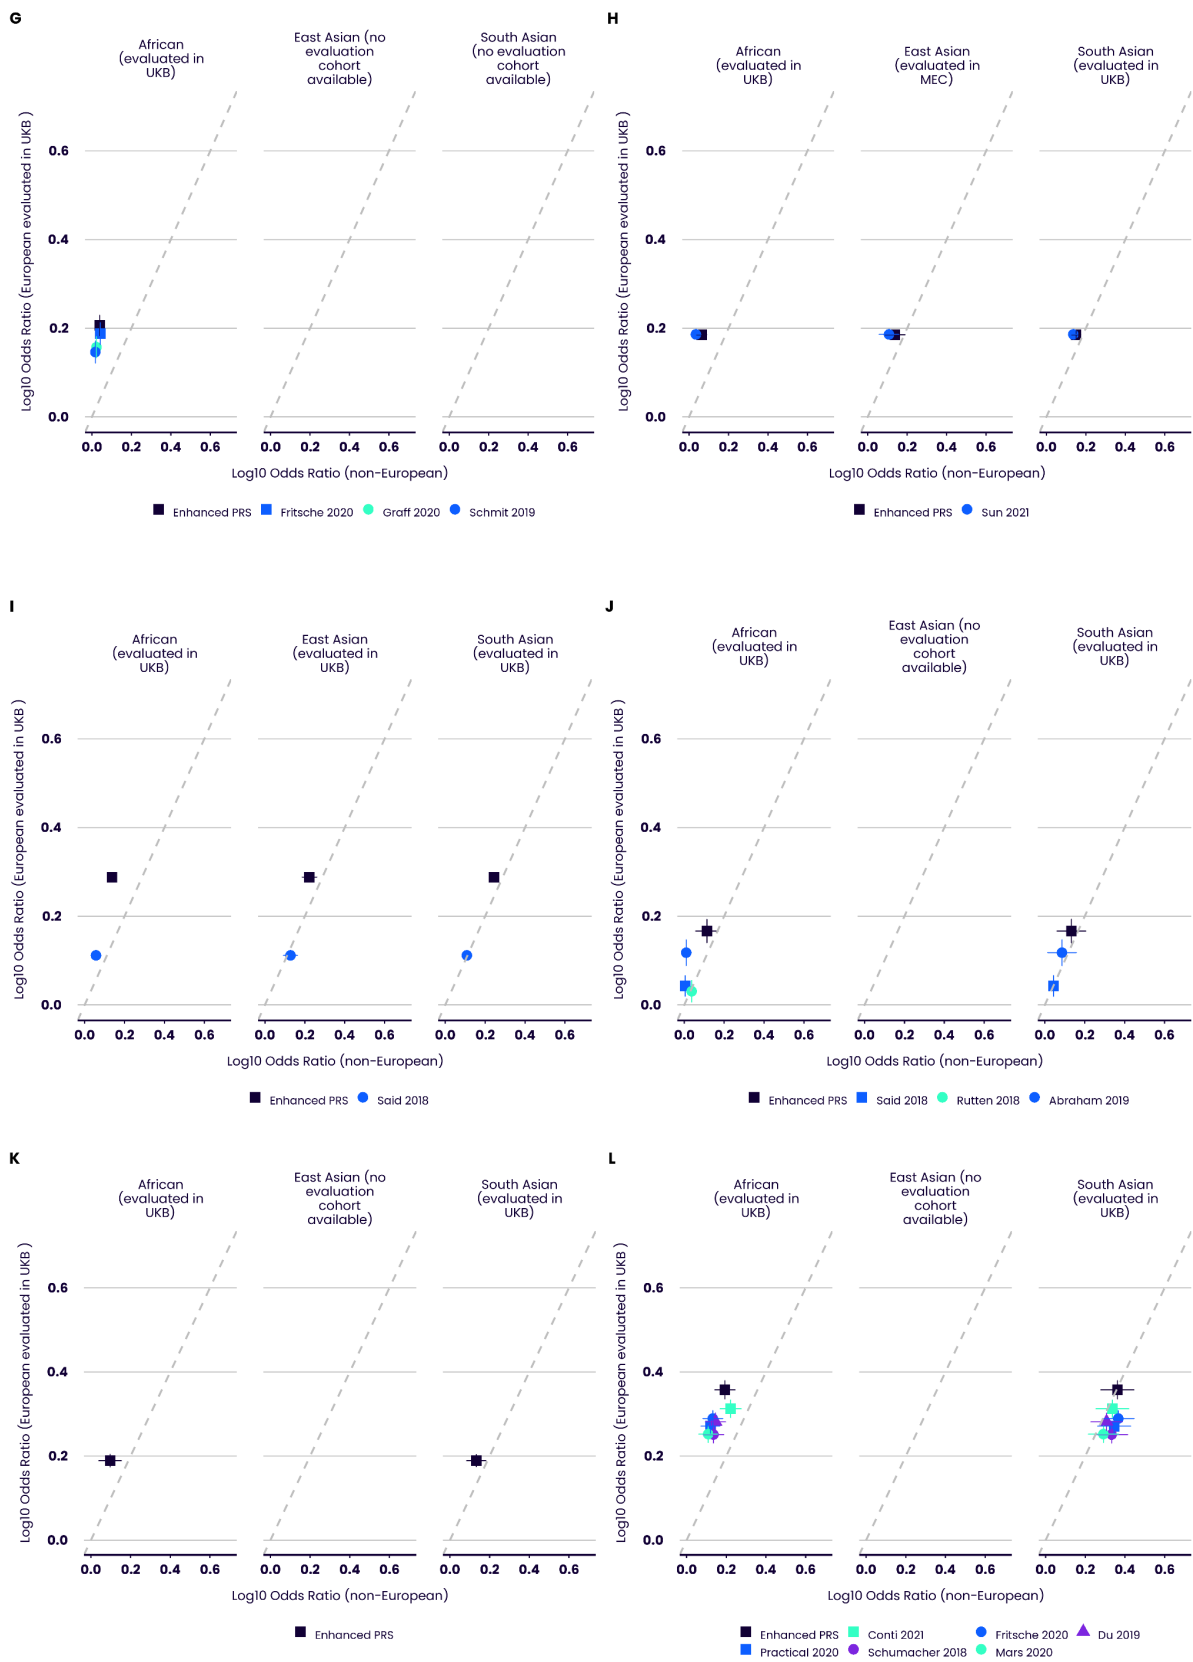 G
African
(evaluated in
UKB)
East Asian (no
evaluation
cohort
available)
South Asian
(no evaluation
cohort
available)
Log10 Odds Ratio (European evaluated in UKB )
0.6
0.4
0.2
0.0
0.0 0.2 0.4 0.6
0.0 0.2 0.4 0.6
0.0 0.2 0.4 0.6
Log10 Odds Ratio (non-European)
Enhanced PRS Fritsche 2020 Graff 2020 Schmit 2019
H
African
(evaluated in
UKB)
East Asian
(evaluated in
MEC)
South Asian
(evaluated in
UKB)
Log10 Odds Ratio (European evaluated in UKB )
0.6
0.4
0.2
0.0
0.0 0.2 0.4 0.6
0.0 0.2 0.4 0.6
0.0 0.2 0.4 0.6
Log10 Odds Ratio (non-European)
Enhanced PRS Sun 2021
I
African
(evaluated in
UKB)
East Asian
(evaluated in
UKB)
South Asian
(evaluated in
UKB)
Log10 Odds Ratio (European evaluated in UKB )
0.6
0.4
0.2
0.0
0.0 0.2 0.4 0.6
0.0 0.2 0.4 0.6
0.0 0.2 0.4 0.6
Log10 Odds Ratio (non-European)
Enhanced PRS Said 2018
J
African
(evaluated in
UKB)
East Asian (no
evaluation
cohort
available)
South Asian
(evaluated in
UKB)
Log10 Odds Ratio (European evaluated in UKB )
0.6
0.4
0.2
0.0
0.0 0.2 0.4 0.6
0.0 0.2 0.4 0.6
0.0 0.2 0.4 0.6
Log10 Odds Ratio (non-European)
Enhanced PRS Said 2018 Rutten 2018 Abraham 2019
K
African
(evaluated in
UKB)
East Asian (no
evaluation
cohort
available)
South Asian
(evaluated in
UKB)
Log10 Odds Ratio (European evaluated in UKB )
0.6
0.4
0.2
0.0
0.0 0.2 0.4 0.6
0.0 0.2 0.4 0.6
0.0 0.2 0.4 0.6
Log10 Odds Ratio (non-European)
Enhanced PRS
L
African
(evaluated in
UKB)
East Asian (no
evaluation
cohort
available)
South Asian
(evaluated in
UKB)
Log10 Odds Ratio (European evaluated in UKB )
0.6
0.4
0.2
0.0
0.0 0.2 0.4 0.6
0.0 0.2 0.4 0.6
0.0 0.2 0.4 0.6
Log10 Odds Ratio (non-European)
Enhanced PRS Conti 2021 Fritsche 2020 Du 2019
Practical 2020 Schumacher 2018 Mars 2020